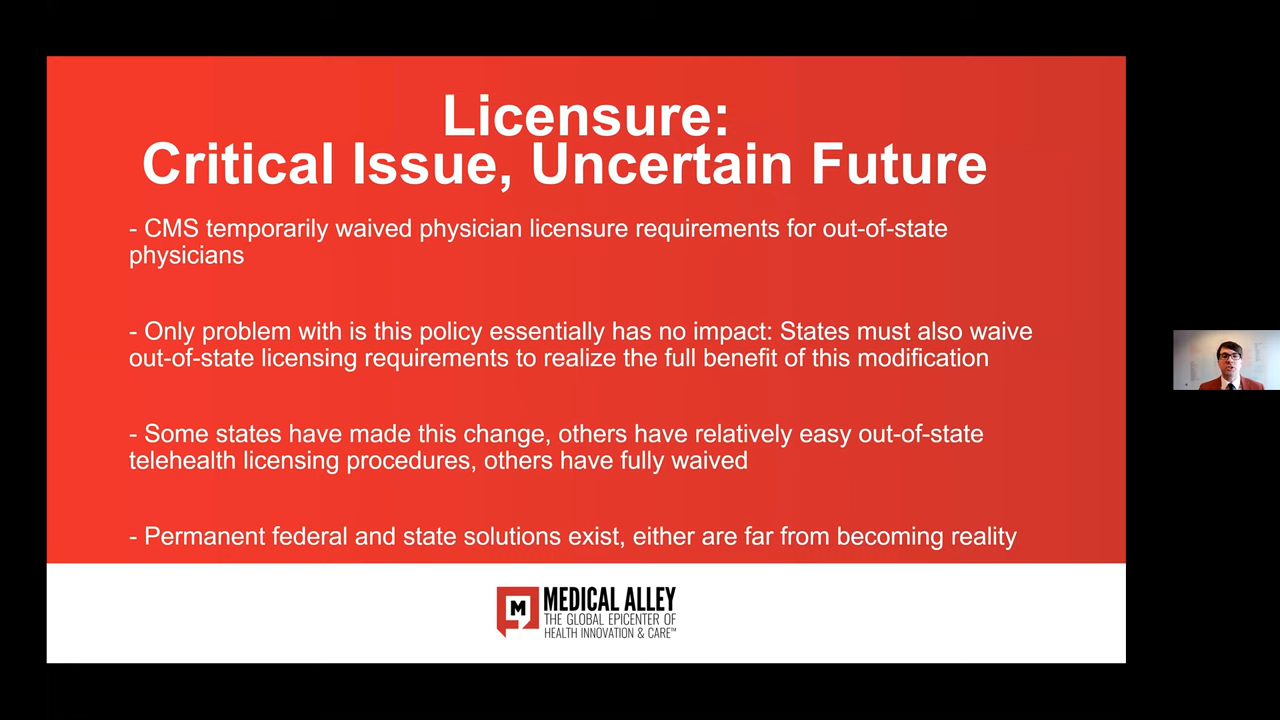 Licensure:
Critical Issue, Uncertain Future
- CMS temporarily waived physician licensure requirements for out-of-state
physicians
- Only problem with is this policy essentially has no impact: States must also waive
out-of-state licensing requirements to realize the full benefit of this modification
- Some states have made this change, others have relatively easy out-of-state
telehealth licensing procedures, others have fully waived
- Permanent federal and state solutions exist, either are far from becoming reality
M
MEDICAL ALLEY
THE GLOBAL EPICENTER OF
HEALTH INNOVATION & CARE™